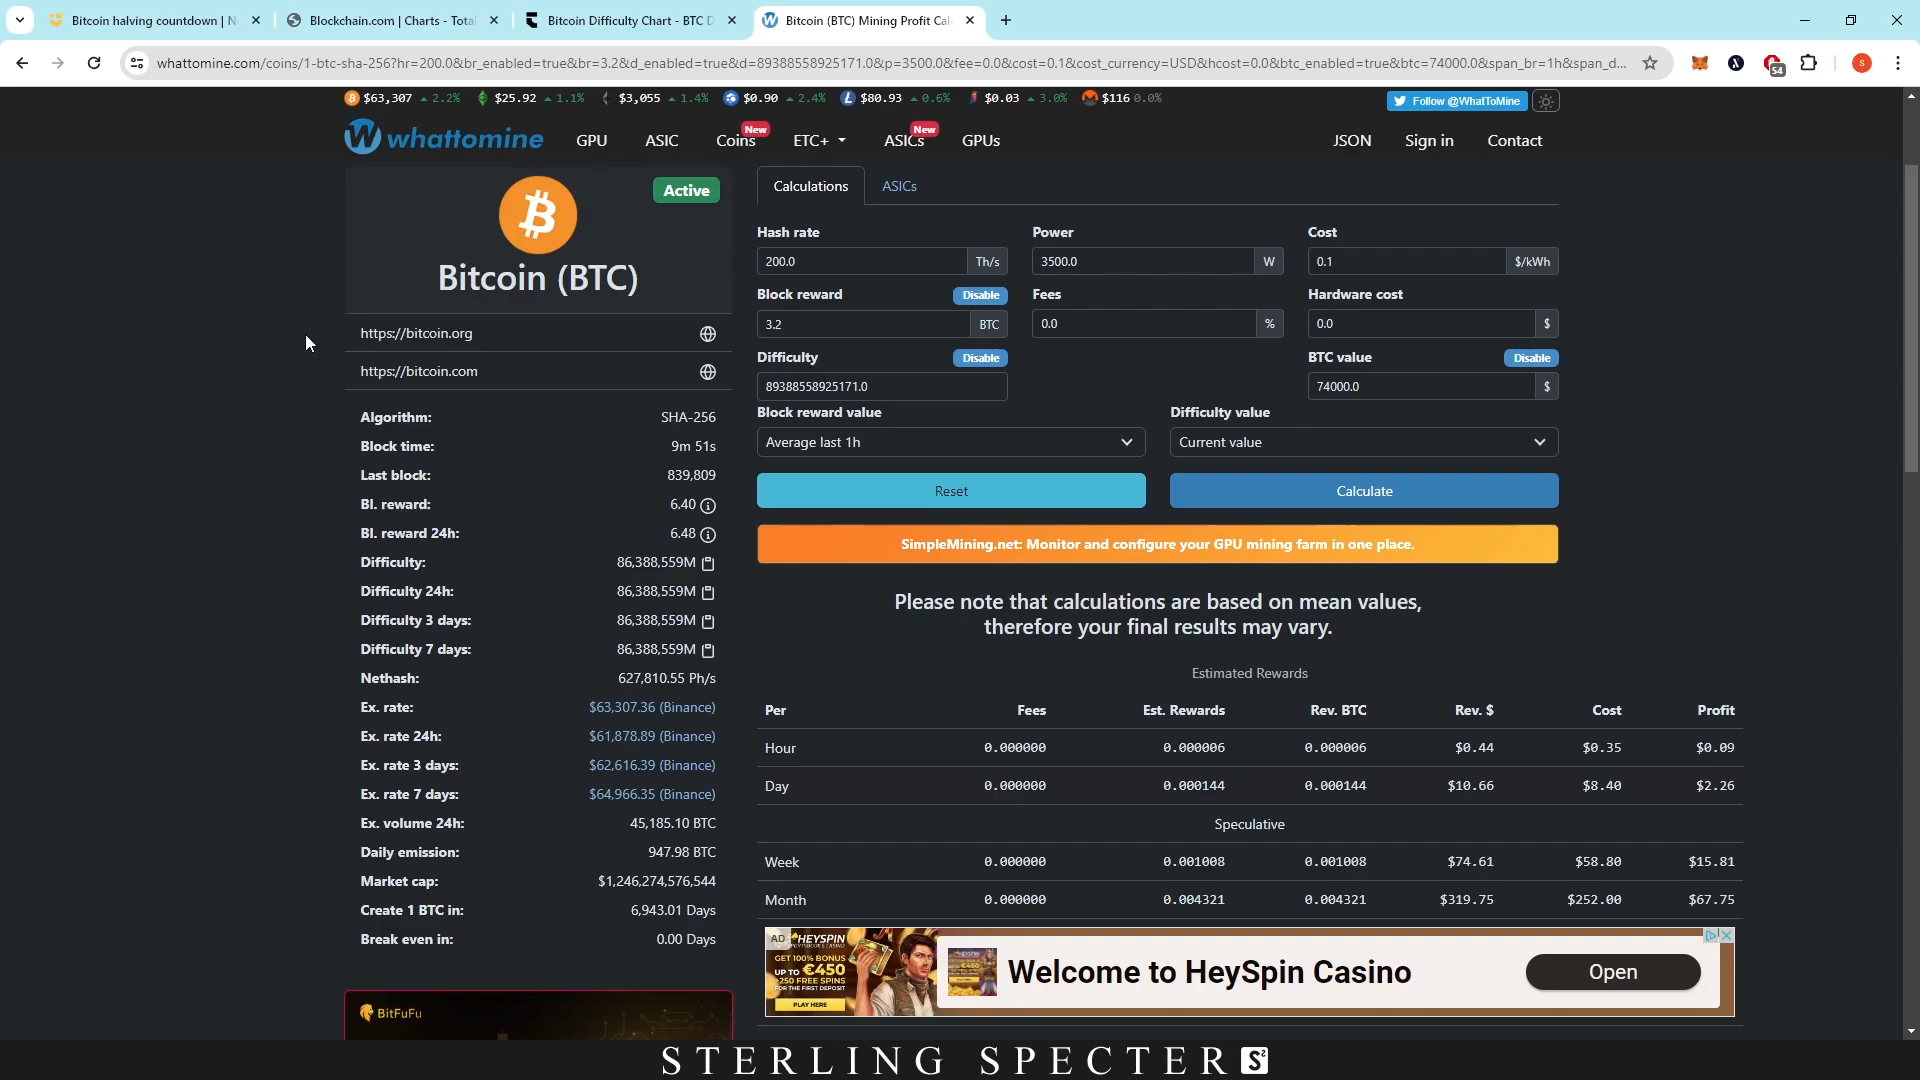 Bitcoin halving countdown | N
Blockchain.com | Charts - Tota
Bitcoin Difficulty Chart - BTC D
Bitcoin (BTC) Mining Profit Cal
whattomine.com/coins/1-btc-sha-256?hr=200.0&br_enabled=true&br=3.2&d_enabled=true&d=89388558925171.0&p=3500.0&fee=0.0&cost=0.1&cost_currency=USD&hcost=0.0&btc_enabled=true&btc=74000.0&span_br=1h&span_d...
54
S
$63,307 2.2% $25.92 1.1% $3,055 1.4% $0.90 2.4% $80.93 0.6% $0.03 3.0% $116 0.0%
Follow @WhatToMine
whattomine GPU ASIC Coins New ETC+ ASICs New GPUs JSON Sign in Contact
Active
Bitcoin (BTC)
https://bitcoin.org
https://bitcoin.com
Algorithm: SHA-256
Block time: 9m 51s
Last block: 839,809
Bl. reward: 6.40
Bl. reward 24h: 6.48
Difficulty: 86,388,559M
Difficulty 24h: 86,388,559M
Difficulty 3 days: 86,388,559M
Difficulty 7 days: 86,388,559M
Nethash: 627,810.55 Ph/s
Ex. rate: $63,307.36 (Binance)
Ex. rate 24h: $61,878.89 (Binance)
Ex. rate 3 days: $62,616.39 (Binance)
Ex. rate 7 days: $64,966.35 (Binance)
Ex. volume 24h: 45,185.10 BTC
Daily emission: 947.98 BTC
Market cap: $1,246,274,576,544
Create 1 BTC in: 6,943.01 Days
Break even in: 0.00 Days
BitFuFu
Calculations ASICs
Hash rate Power Cost
200.0 Th/s 3500.0 W 0.1 $/kWh
Block reward Disable Fees Hardware cost
3.2 BTC 0.0 % 0.0 $
Difficulty Disable BTC value Disable
89388558925171.0 74000.0 $
Block reward value Difficulty value
Average last 1h Current value
Reset Calculate
SimpleMining.net: Monitor and configure your GPU mining farm in one place.
Please note that calculations are based on mean values,
therefore your final results may vary.
Estimated Rewards
Per Fees Est. Rewards Rev. BTC Rev. $ Cost Profit
Hour 0.000000 0.000006 0.000006 $0.44 $0.35 $0.09
Day 0.000000 0.000144 0.000144 $10.66 $8.40 $2.26
Speculative
Week 0.000000 0.001008 0.001008 $74.61 $58.80 $15.81
Month 0.000000 0.004321 0.004321 $319.75 $252.00 $67.75
AD HEYSPIN
GET 100% BONUS
UP TO €450
+250 FREE SPINS
FOR THE FIRST DEPOSIT
PLAY HERE
Welcome to HeySpin Casino
Open
STERLING SPECTER